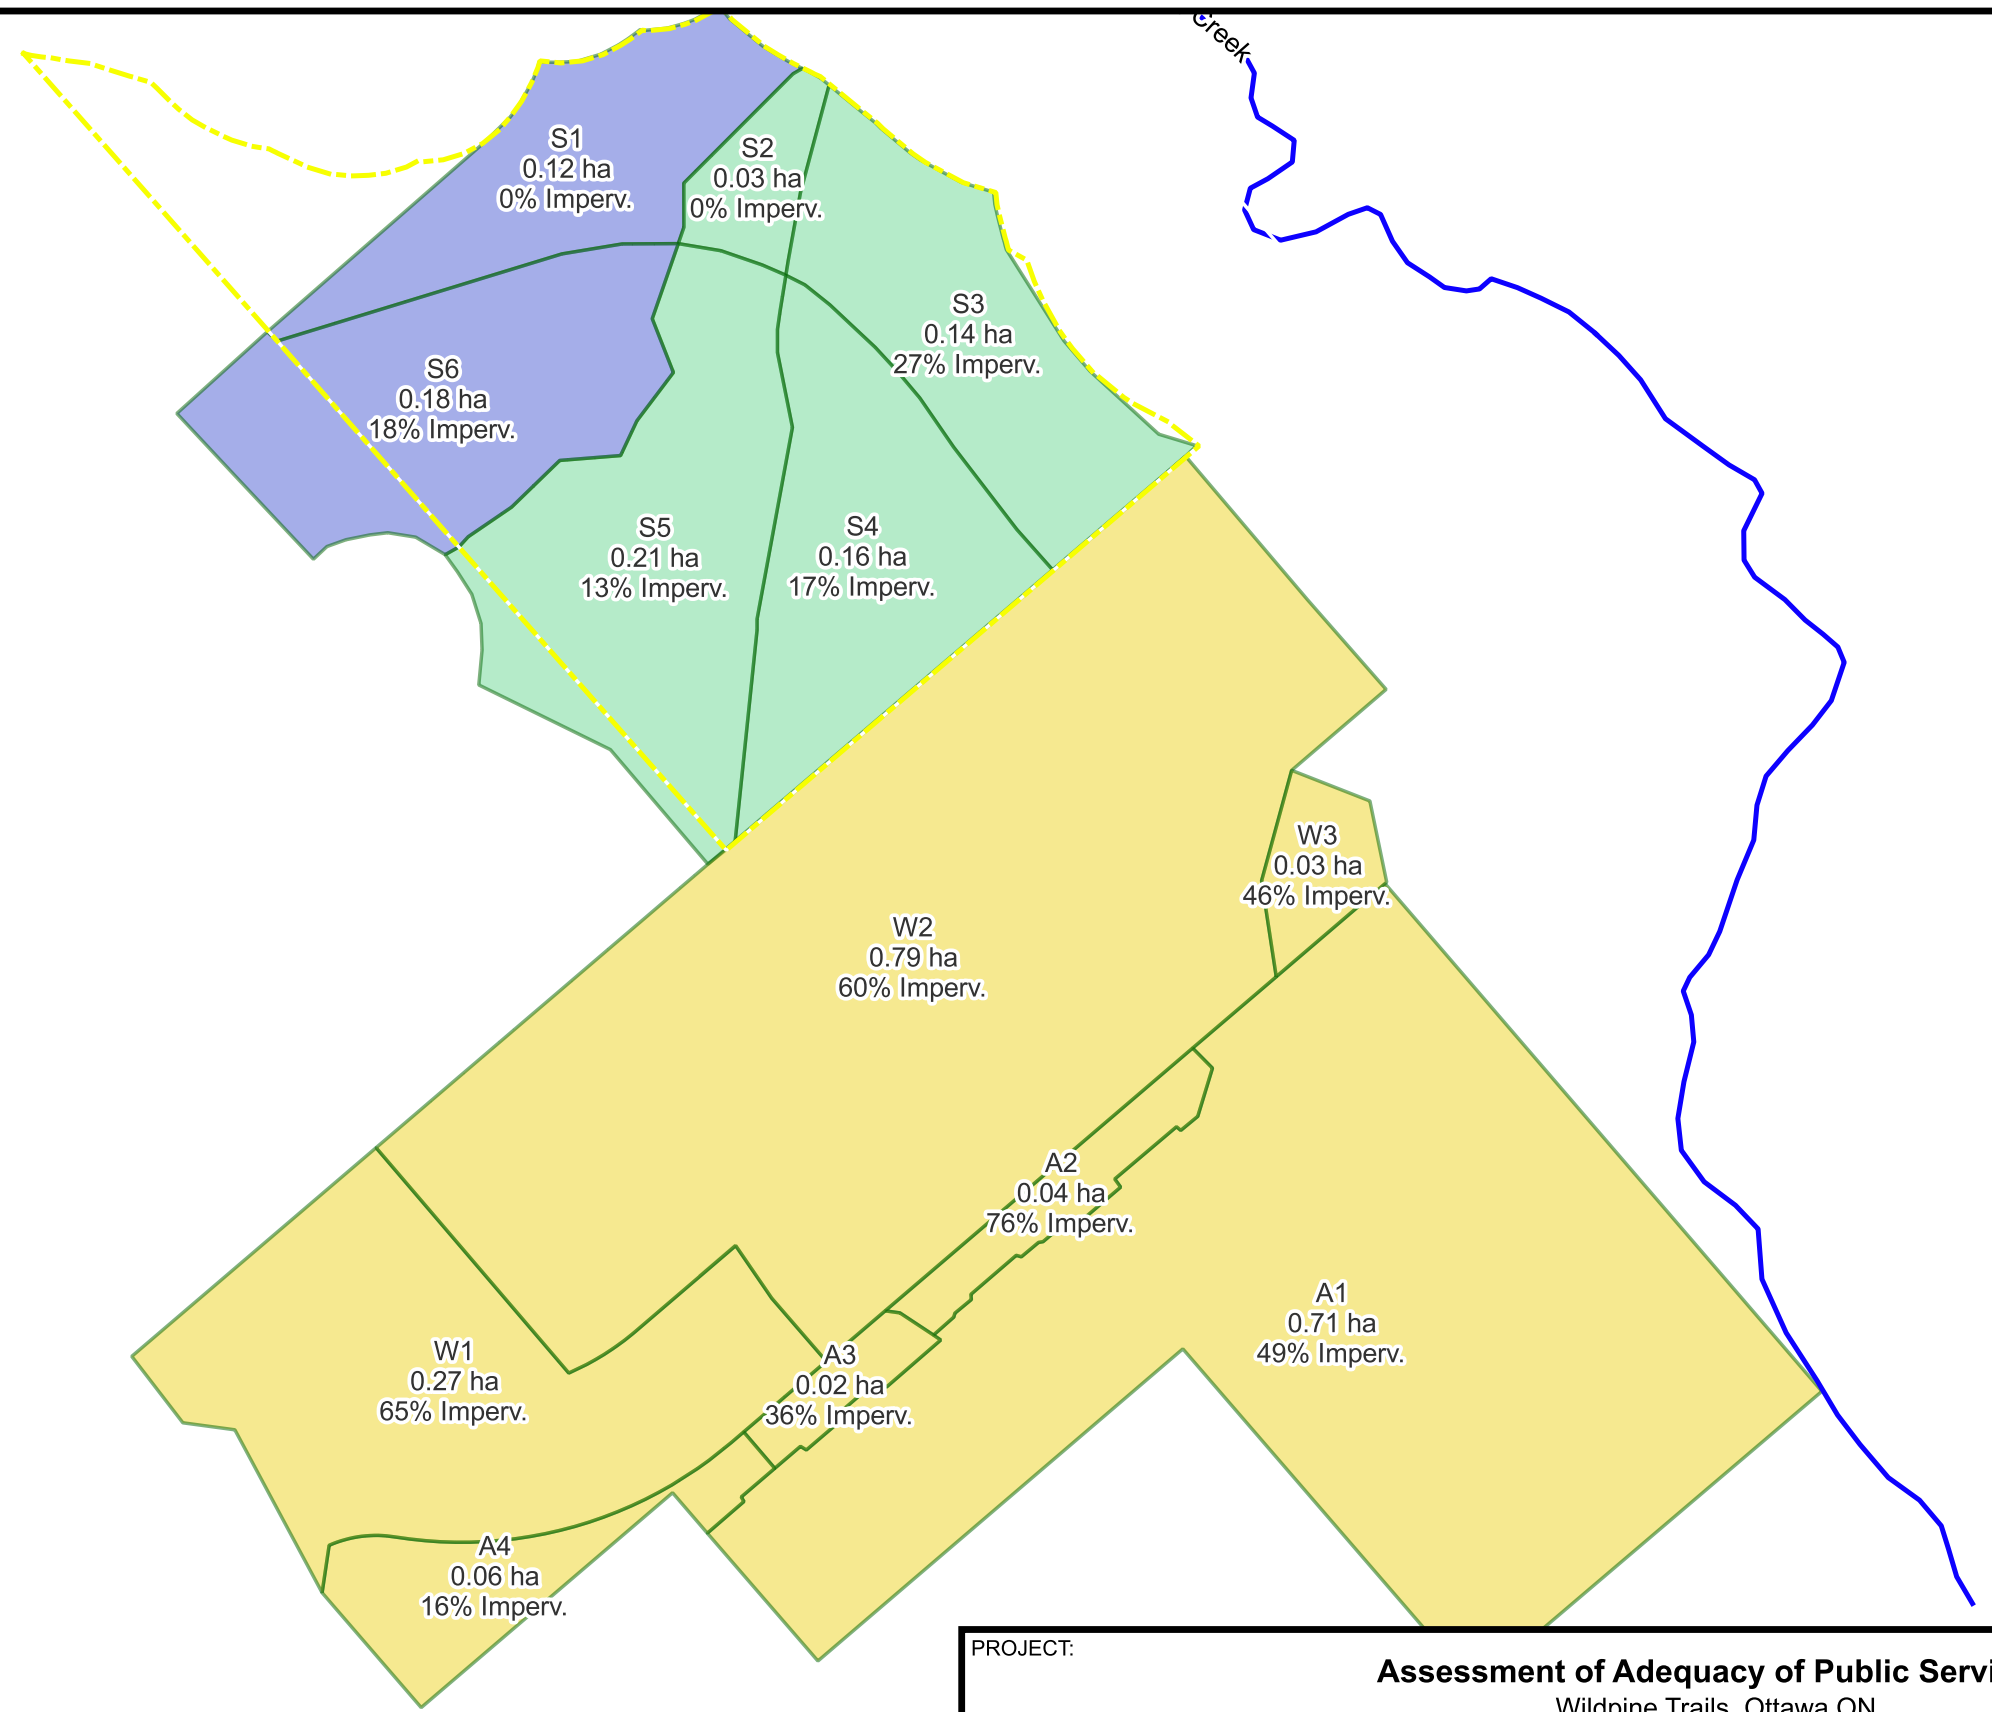 Creek
S1
0.12 ha
0% Imperv.
S2
0.03 ha
0% Imperv.
S3
0.14 ha
27% Imperv.
S6
0.18 ha
18% Imperv.
S5
0.21 ha
13% Imperv.
S4
0.16 ha
17% Imperv.
W3
0.03 ha
46% Imperv.
W2
0.79 ha
60% Imperv.
A2
0.04 ha
76% Imperv.
A1
0.71 ha
49% Imperv.
W1
0.27 ha
65% Imperv.
A3
0.02 ha
36% Imperv.
A4
0.06 ha
16% Imperv.
PROJECT:
Assessment of Adequacy of Public Servi
Wildpine Trails, Ottawa ON